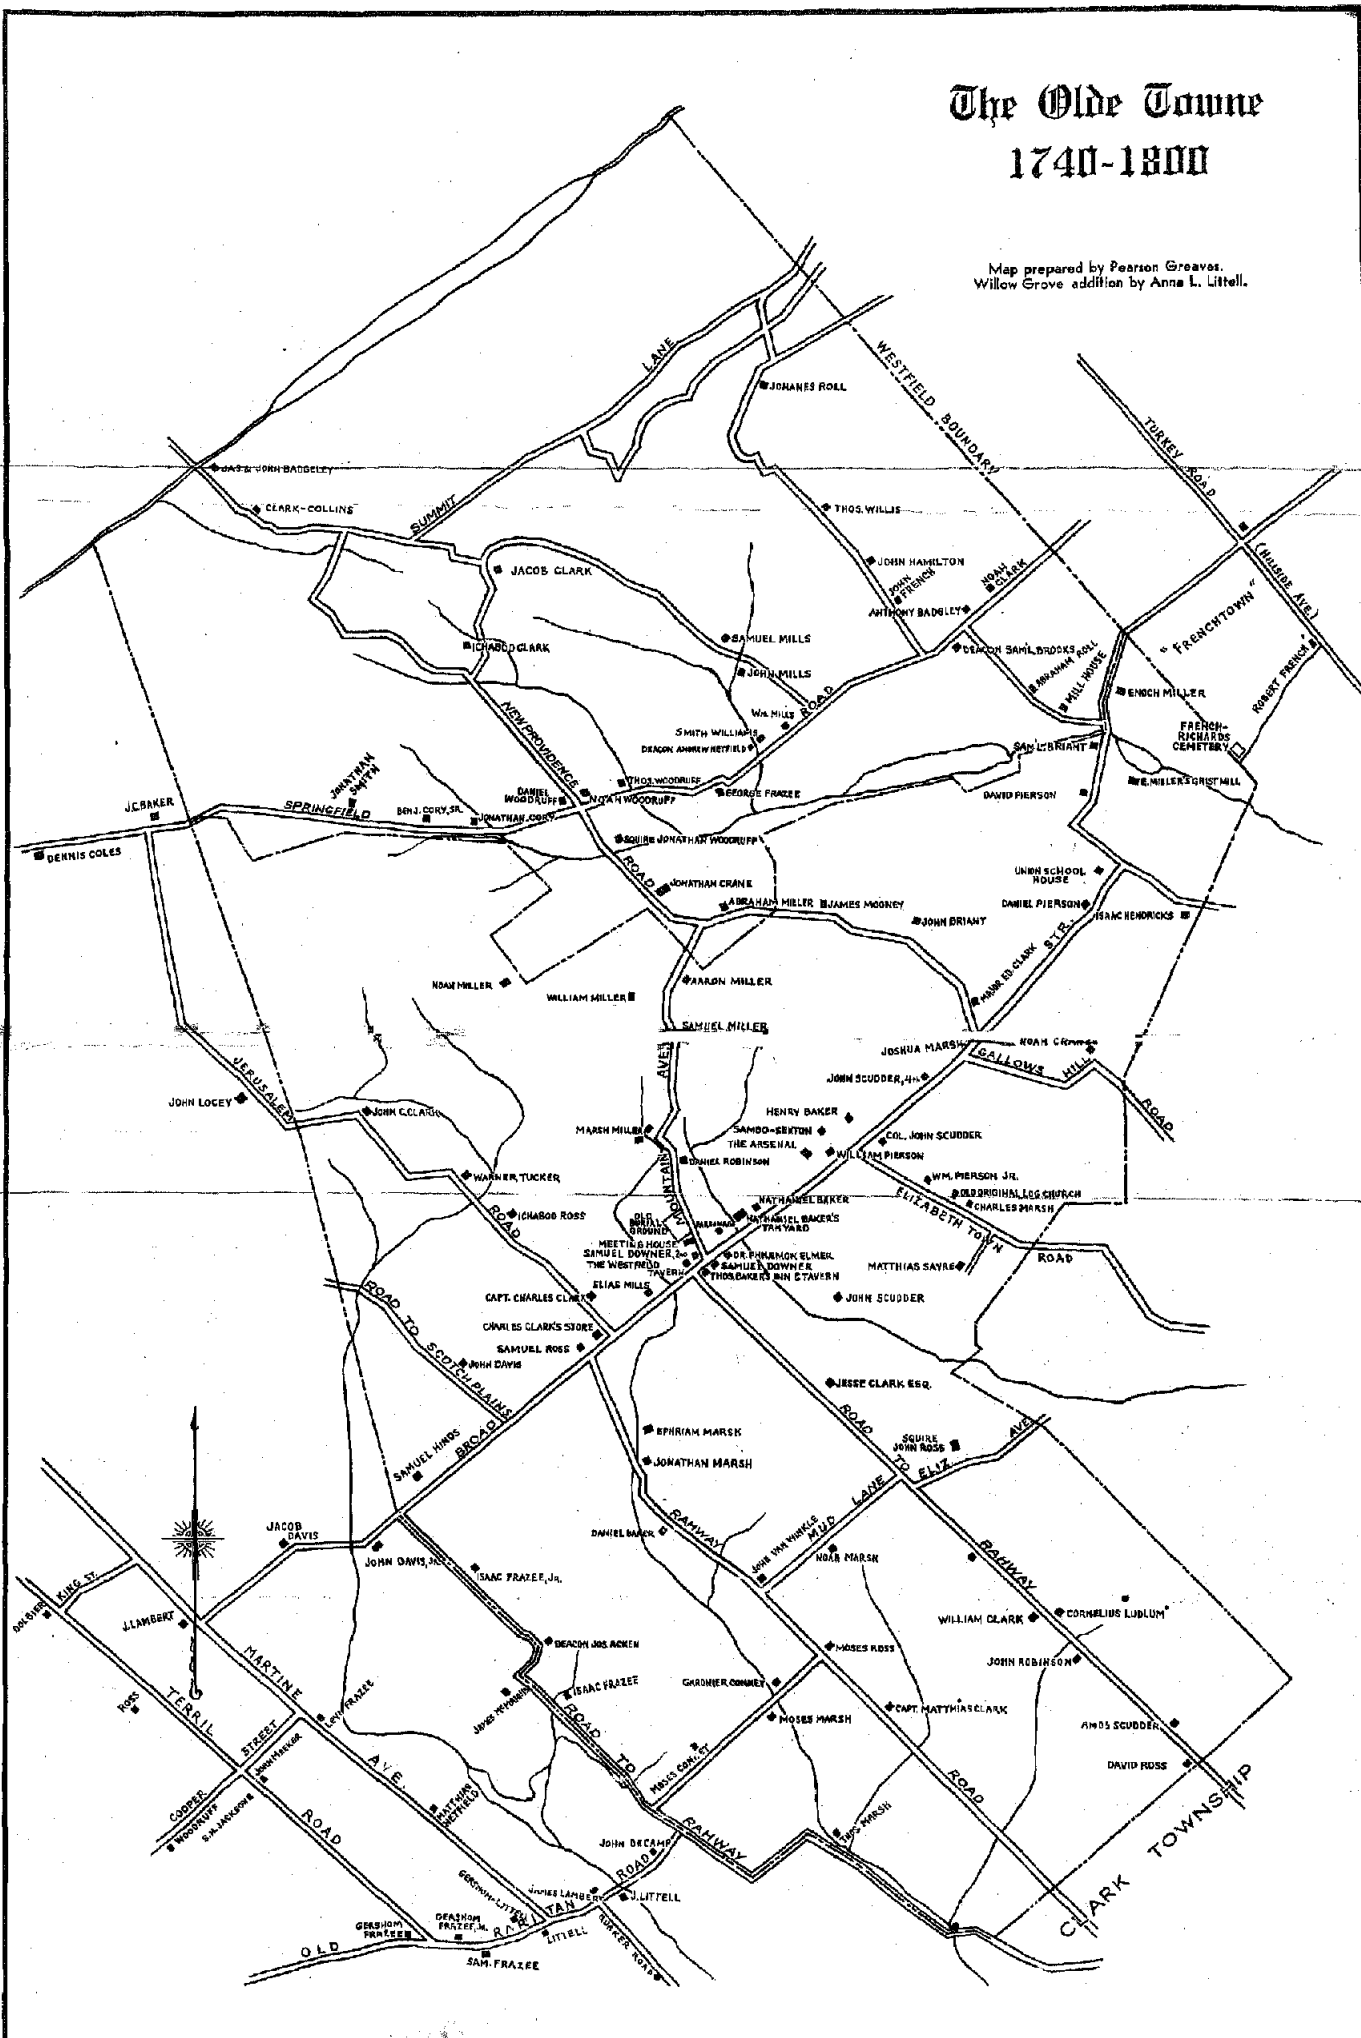 The Olde Towne
1740-1800
Map prepared by Pearson Greaves.
Willow Grove addition by Anna L. Littell.
LANE
WESTFIELD BOUNDARY
JOHANES ROLL
TURKEY ROAD
JAS & JOHN BADGELEY
CLARK-COLLINS
SUMMIT
THOS. WILLIS
(HILLSIDE AVE.)
JACOB CLARK
JOHN HAMILTON
JOHN
FRENCH
NOAH
CLARK
ANTHONY BADGLEY
"FRENCHTOWN"
SAMUEL MILLS
ICHABOD CLARK
DEACON SAM'L. BROOKS
ROBERT FRENCH
JOHN MILLS
ABRAHAM ROLL
MILL HOUSE
ENOCH MILLER
NEW PROVIDENCE
ROAD
WM. MILLS
SMITH WILLIAMS
DEACON ANDREW HETFIELD
FRENCH-
RICHARDS
CEMETERY
SAM'L. BRIANT
JONATHAN
SMITH
THOS. WOODRUFF
E. MILLER'S GRIST MILL
J.C. BAKER
SPRINGFIELD
DANIEL
WOODRUFF
NOAH WOODRUFF
GEORGE FRAZEE
DAVID PIERSON
BENJ. CORY, SR.
JONATHAN CORY
DENNIS COLES
SQUIRE JONATHAN WOODRUFF
ROAD
UNION SCHOOL
HOUSE
JONATHAN CRANE
ABRAHAM MILLER
JAMES MOONEY
DANIEL PIERSON
ISAAC HENDRICKS
JOHN BRIANT
STR.
MAJOR ED. CLARK
NOAH MILLER
WILLIAM MILLER
AARON MILLER
SAMUEL MILLER
JOSHUA MARSH
GALLOWS HILL ROAD
AVE.
JERUSALEM
JOHN SCUDDER, 4TH
JOHN LOCEY
JOHN C. CLARK
HENRY BAKER
MARSH MILLER
SAMBO-SEXTON
THE ARSENAL
COL. JOHN SCUDDER
WILLIAM PIERSON
MOUNTAIN
DANIEL ROBINSON
WARNER TUCKER
WM. PIERSON JR.
OLD ORIGINAL LOG CHURCH
CHARLES MARSH
ELIZABETH TOWN
ROAD
NATHANIEL BAKER
ICHABOD ROSS
ROAD
OLD
BURIAL
GROUND
PARSONAGE
NATHANIEL BAKER'S
TANYARD
MEETING HOUSE
SAMUEL DOWNER, 2ND
THE WESTFIELD
TAVERN
DR. PHILEMON ELMER
SAMUEL DOWNER
THOS. BAKER'S INN & TAVERN
MATTHIAS SAYRE
ELIAS MILLS
CAPT. CHARLES CLARK
JOHN SCUDDER
ROAD TO SCOTCH PLAINS
CHARLES CLARK'S STORE
SAMUEL ROSS
JOHN DAVIS
JESSE CLARK ESQ.
BROAD
ROAD TO
ELIZ. AVE.
SAMUEL HINDS
EPHRIAM MARSH
SQUIRE
JOHN ROSS
JONATHAN MARSH
LANE
MUD
JACOB
DAVIS
RAHWAY
DANIEL BAKER
JOHN VAN WINKLE
NOAH MARSH
JOHN DAVIS, JR.
RAHWAY
KING ST.
ISAAC FRAZEE, JR.
DOLBIER
J. LAMBERT
WILLIAM CLARK
CORNELIUS LUDLUM
DEACON JOS. ACKEN
MOSES ROSS
JOHN ROBINSON
MARTINE
GARDNIER CONKEY
ISAAC FRAZEE
LEVI FRAZEE
ROSS
TERRIL
CAPT. MATTHIAS CLARK
MOSES MARSH
AMOS SCUDDER
STREET
ROAD TO
AVE.
DAVID ROSS
ROAD
COOPER
WOODRUFF
CLARK TOWNSHIP
ROAD
THOS. MARSH
RAHWAY
JOHN DECAMP
ROAD
JAMES LAMBERT
J. LITTELL
GERSHOM LITTELL
GERSHOM
FRAZEE
GERSHOM
FRAZEE, JR.
RARITAN
LITTELL
OLD
SAM. FRAZEE